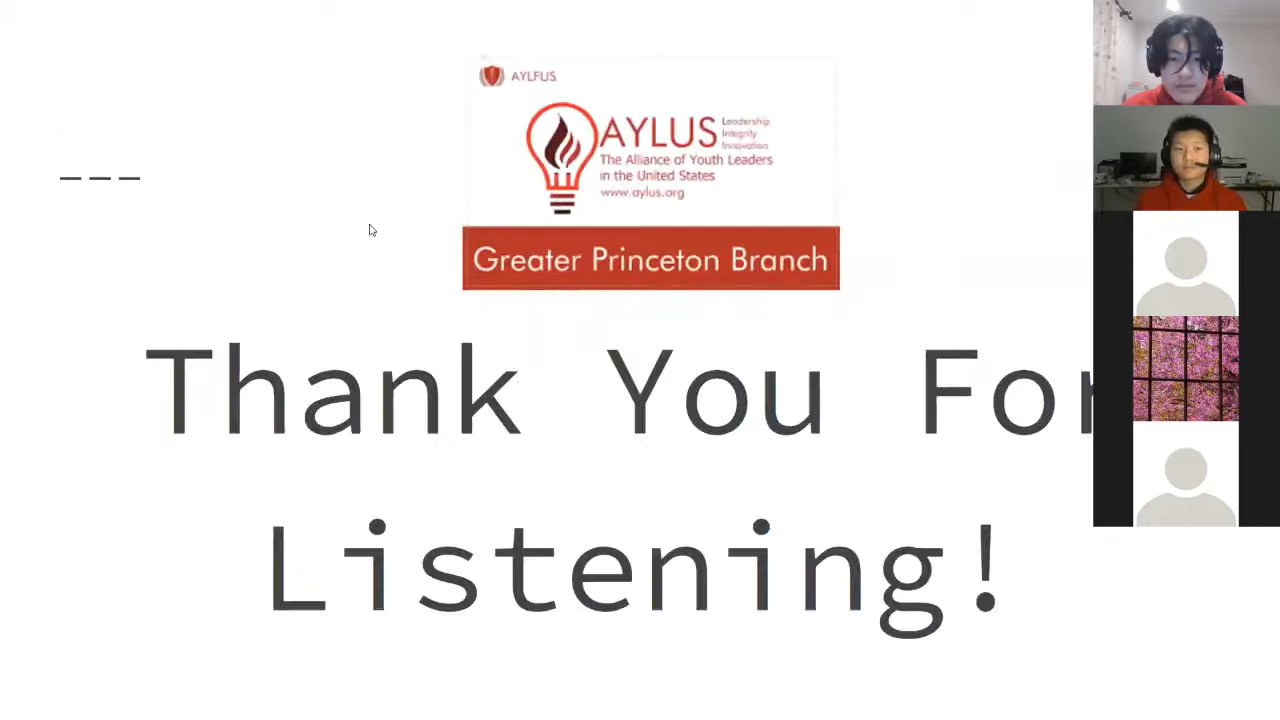 AYLFUS
AYLUS
Leadership
Integrity
Innovation
The Alliance of Youth Leaders
in the United States
www.aylus.org
Greater Princeton Branch
Thank You For
Listening!